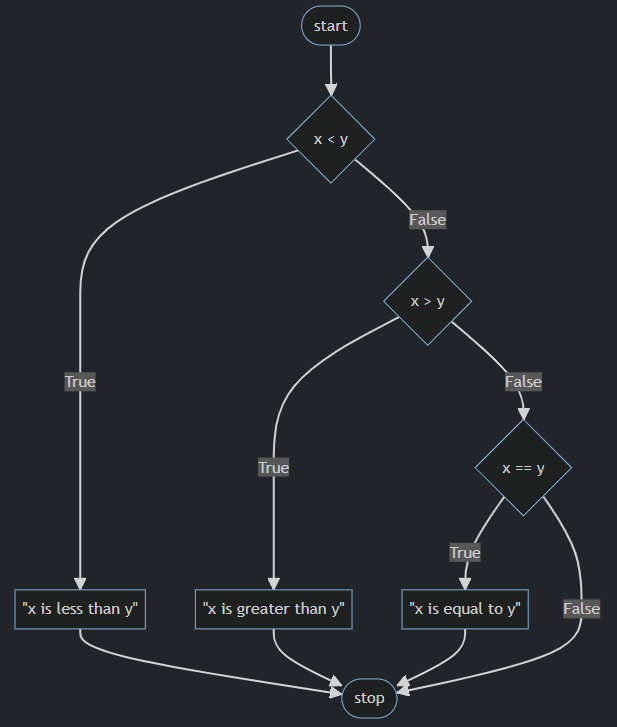 start
x < y
False
x > y
True
False
x == y
True
True
"x is less than y"
"x is greater than y"
"x is equal to y"
False
stop